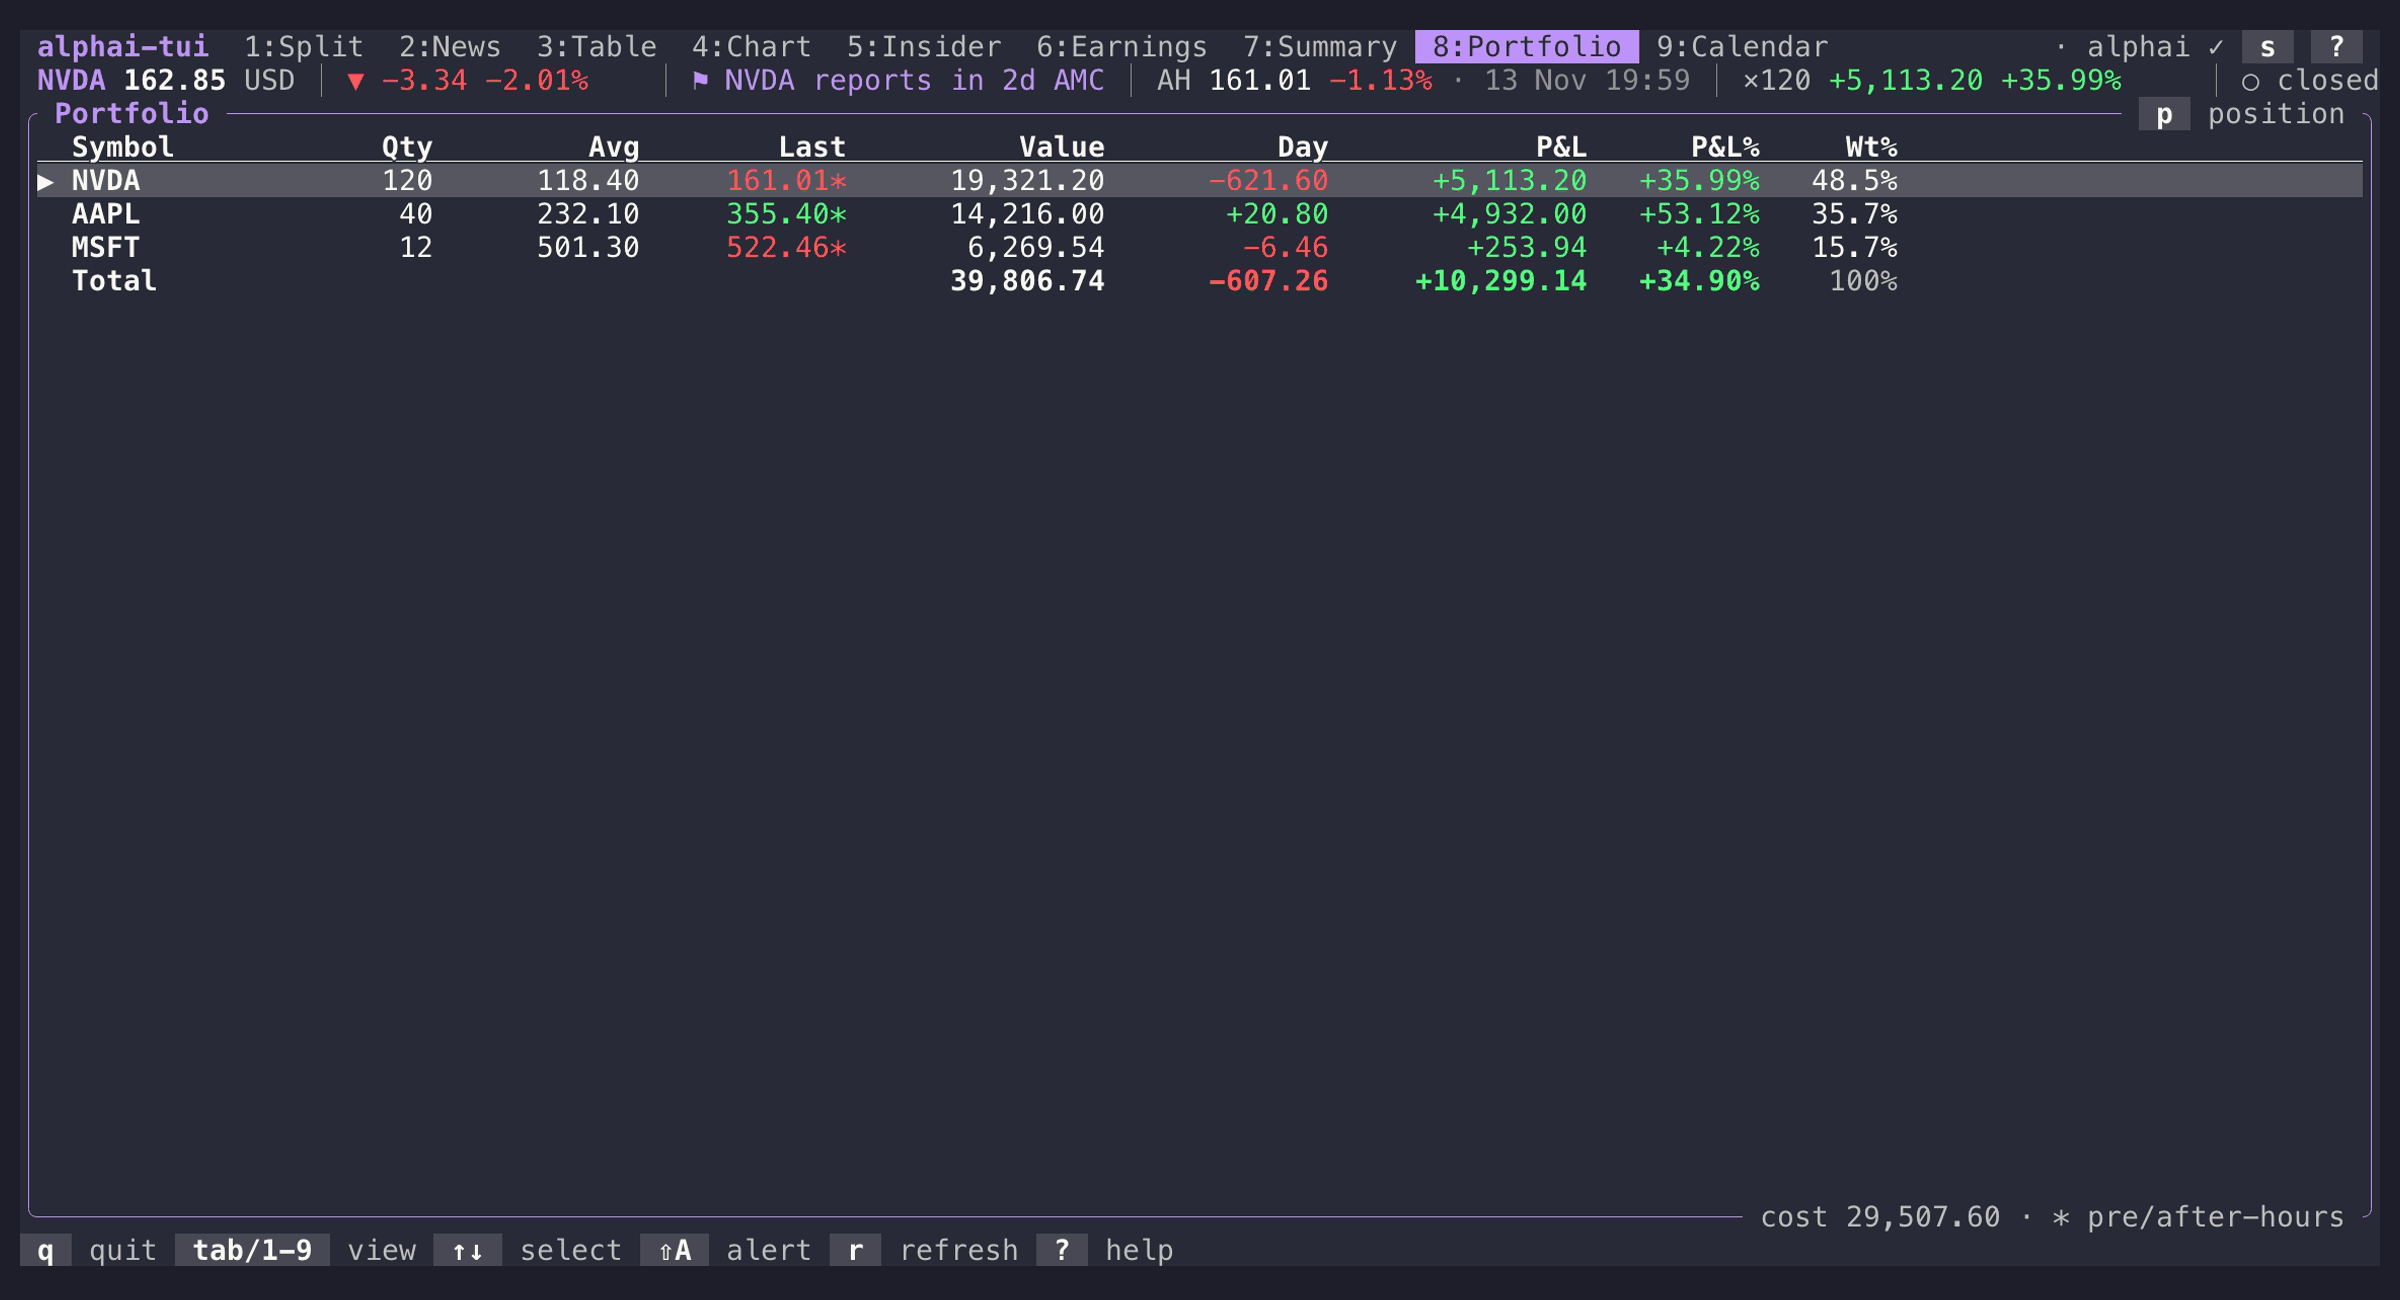 alphai-tui 1:Split 2:News 3:Table 4:Chart 5:Insider 6:Earnings 7:Summary 8:Portfolio 9:Calendar · alphai ✓ s ?
NVDA 162.85 USD │ ▼ −3.34 −2.01% │ ⚑ NVDA reports in 2d AMC │ AH 161.01 −1.13% · 13 Nov 19:59 │ ×120 +5,113.20 +35.99% │ ○ closed
Portfolio p position
Symbol Qty Avg Last Value Day P&L P&L% Wt%
▶ NVDA 120 118.40 161.01* 19,321.20 −621.60 +5,113.20 +35.99% 48.5%
AAPL 40 232.10 355.40* 14,216.00 +20.80 +4,932.00 +53.12% 35.7%
MSFT 12 501.30 522.46* 6,269.54 −6.46 +253.94 +4.22% 15.7%
Total 39,806.74 −607.26 +10,299.14 +34.90% 100%
cost 29,507.60 · * pre/after-hours
q quit tab/1-9 view ↑↓ select ⇧A alert r refresh ? help